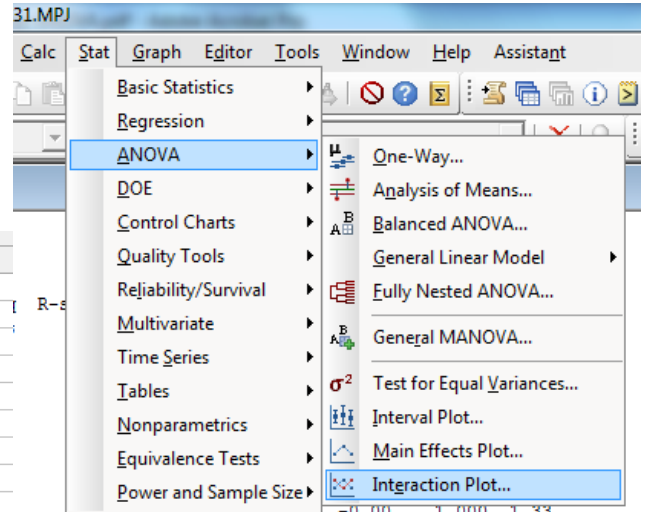 31.MPJ
Calc Stat Graph Editor Tools Window Help Assistant
Basic Statistics
Regression
ANOVA
DOE
Control Charts
Quality Tools
Reliability/Survival
Multivariate
Time Series
Tables
Nonparametrics
Equivalence Tests
Power and Sample Size
R-s
μ One-Way...
Analysis of Means...
A B Balanced ANOVA...
General Linear Model
Fully Nested ANOVA...
A B General MANOVA...
σ² Test for Equal Variances...
Interval Plot...
Main Effects Plot...
Interaction Plot...